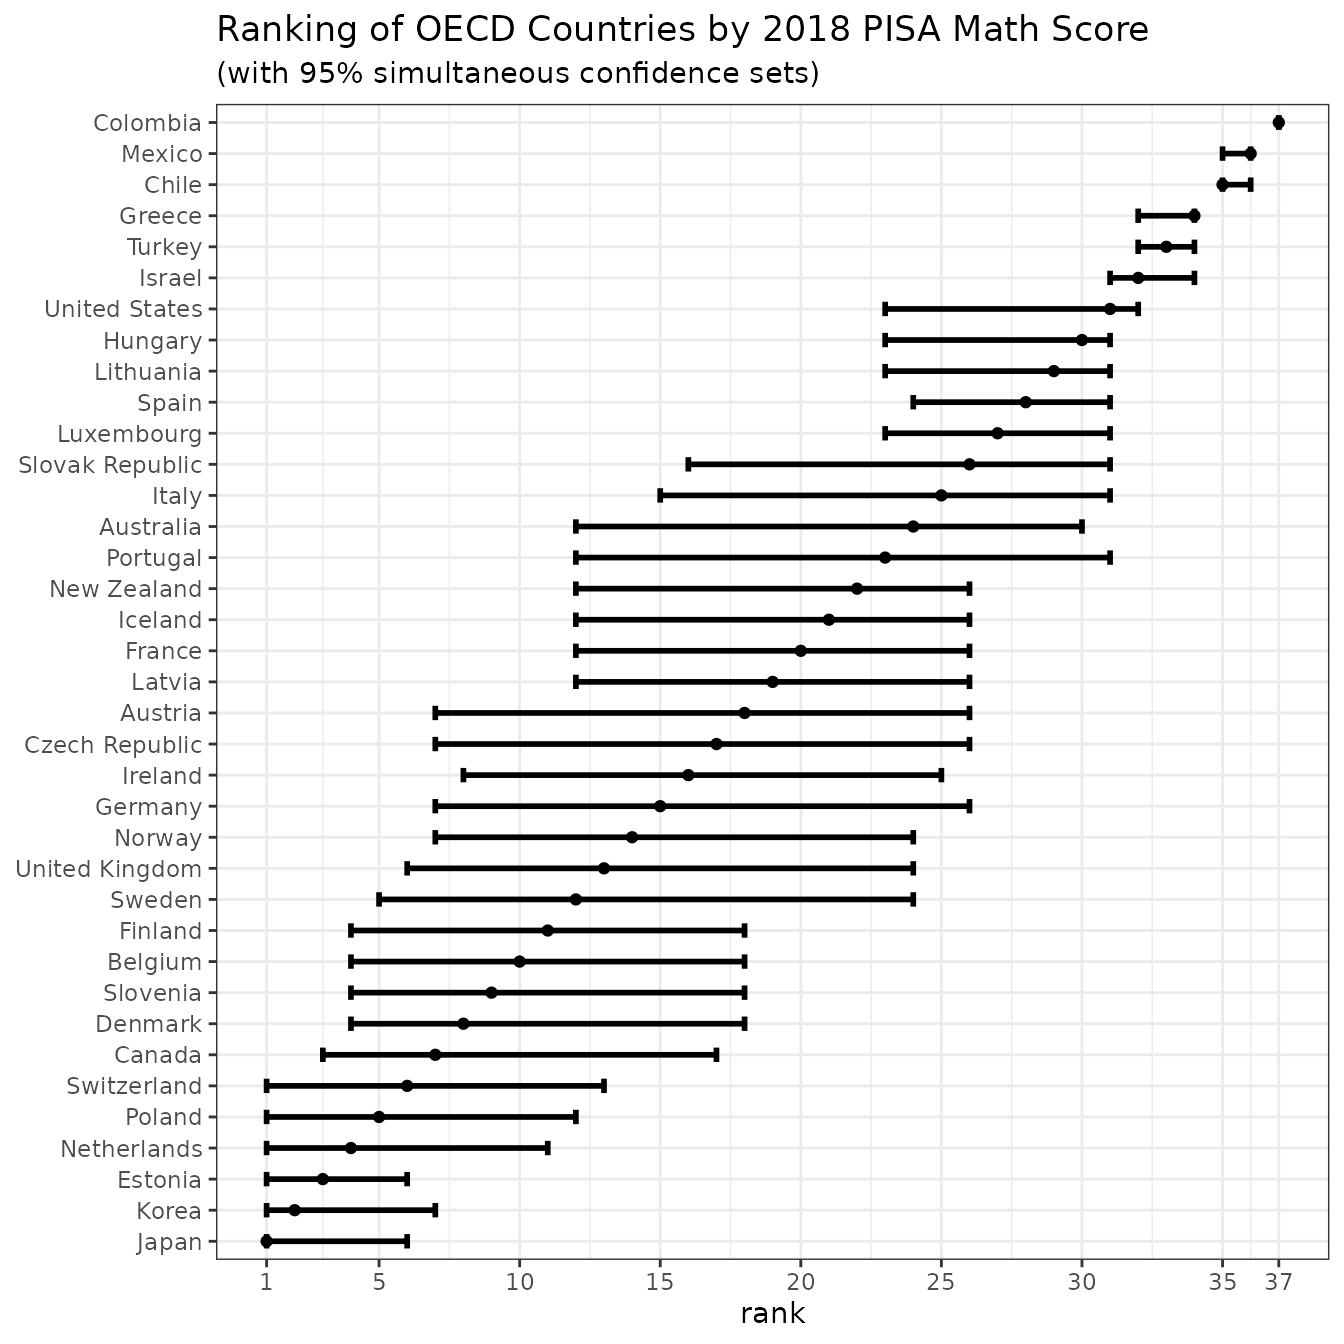 Ranking of OECD Countries by 2018 PISA Math Score
(with 95% simultaneous confidence sets)
Colombia
Mexico
Chile
Greece
Turkey
Israel
United States
Hungary
Lithuania
Spain
Luxembourg
Slovak Republic
Italy
Australia
Portugal
New Zealand
Iceland
France
Latvia
Austria
Czech Republic
Ireland
Germany
Norway
United Kingdom
Sweden
Finland
Belgium
Slovenia
Denmark
Canada
Switzerland
Poland
Netherlands
Estonia
Korea
Japan
1 5 10 15 20 25 30 35 37
rank